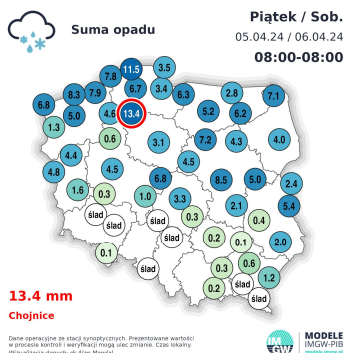 Piątek / Sob.
Suma opadu
05.04.24 / 06.04.24
08:00-08:00
3.5
11.5
7.8
6.7
3.4
8.3
7.9
6.3
2.8
7.1
6.8
5.0
4.6
13.4
5.2
6.2
1.3
0.6
3.1
7.2
4.3
4.0
4.4
4.5
4.5
4.8
6.8
8.5
5.0
2.4
1.6
0.3
1.0
3.3
2.1
5.4
ślad
ślad
ślad
0.3
0.4
ślad
0.2
0.1
2.0
0.1
ślad
0.3
0.6
1.2
0.2
ślad
ślad
13.4 mm
Chojnice
Dane operacyjne ze stacji synoptycznych. Prezentowane wartości
w procesie kontroli i weryfikacji mogą ulec zmianie. Czas lokalny.
IM
GW
MODELE
IMGW-PIB